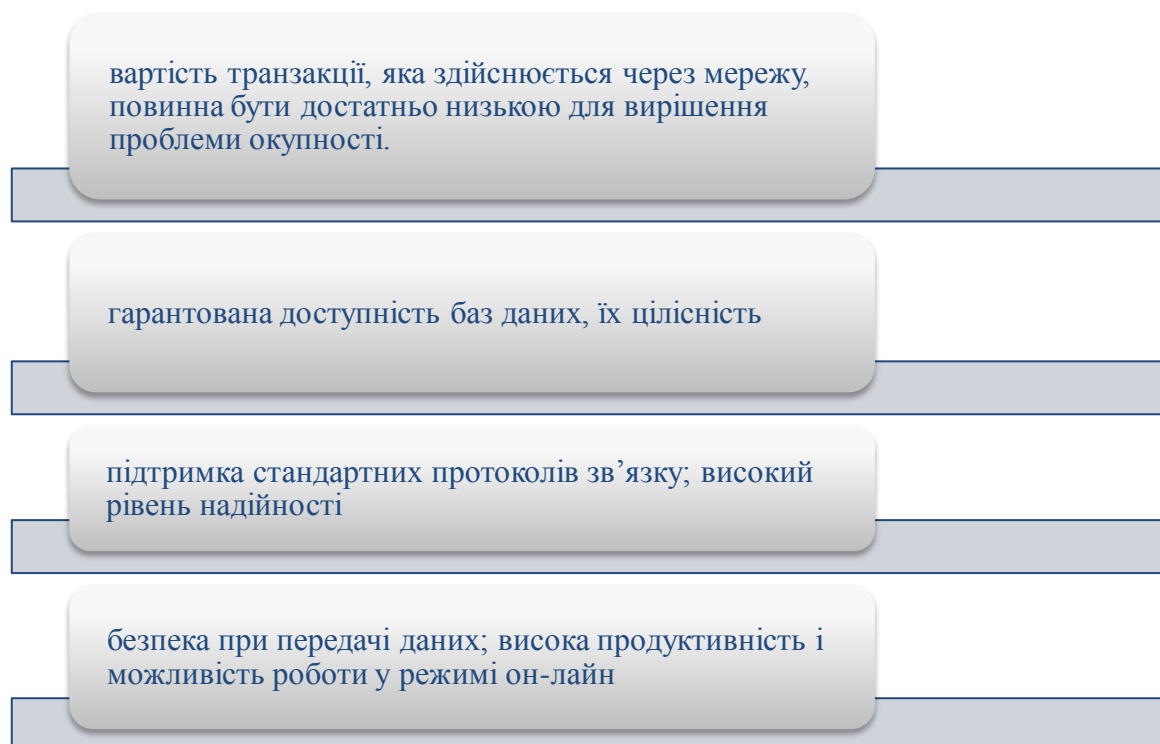 вартість транзакції, яка здійснюється через мережу,
повинна бути достатньо низькою для вирішення
проблеми окупності.
гарантована доступність баз даних, їх цілісність
підтримка стандартних протоколів зв’язку; високий
рівень надійності
безпека при передачі даних; висока продуктивність і
можливість роботи у режимі он-лайн